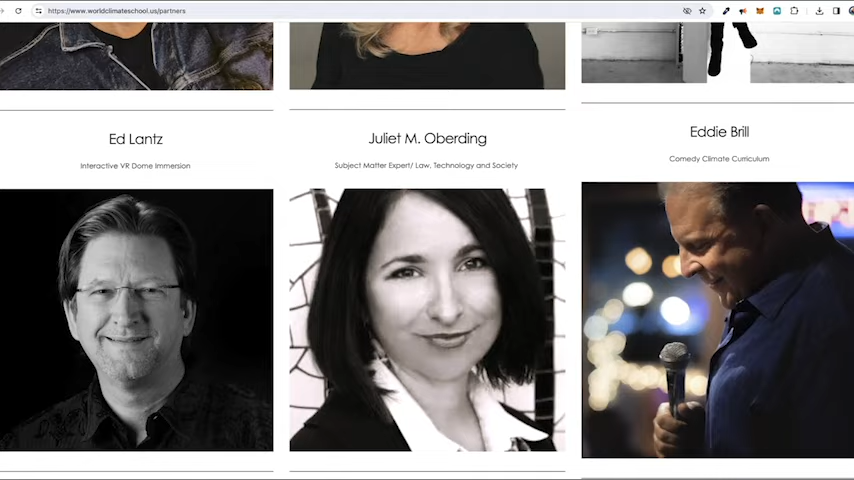 https://www.worldclimateschool.us/partners
Ed Lantz
Interactive VR Dome Immersion
Juliet M. Oberding
Subject Matter Expert/ Law, Technology and Society
Eddie Brill
Comedy Climate Curriculum